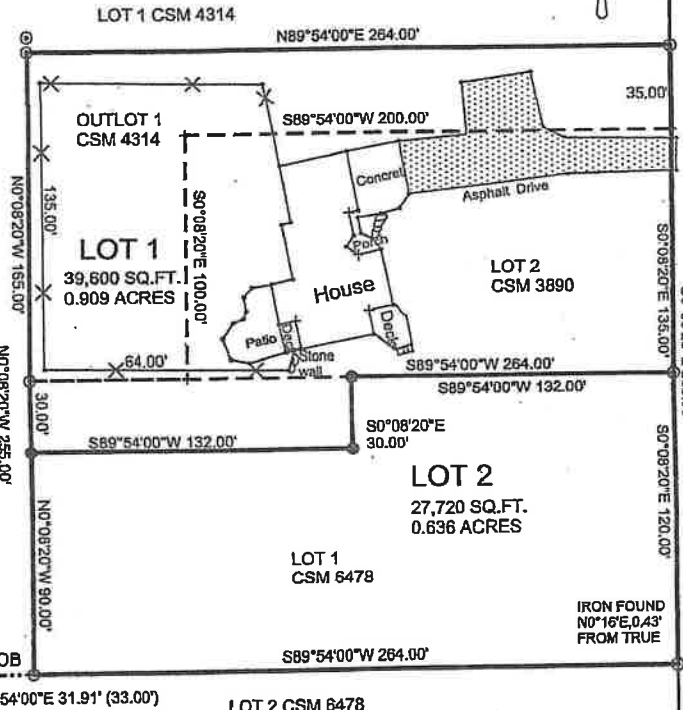 LOT 1 CSM 4314
N89°54'00"E 264.00'
35.00'
OUTLOT 1
CSM 4314
S89°54'00"W 200.00'
Concret
Asphalt Drive
N0°08'20"W 165.00'
135.00'
S0°08'20"E 100.00'
LOT 1
39,600 SQ.FT.
0.909 ACRES
Porch
House
LOT 2
CSM 3890
S0°08'20"E 135.00'
Patio
Deck
Deck
Stone
wall
64.00'
S89°54'00"W 264.00'
S89°54'00"W 132.00'
N0°08'20"W 255.00'
30.00'
S89°54'00"W 132.00'
S0°08'20"E
30.00'
LOT 2
27,720 SQ.FT.
0.636 ACRES
S0°08'20"E 120.00'
N0°08'20"W 90.00'
LOT 1
CSM 6478
IRON FOUND
N0°16'E,0.43'
FROM TRUE
OB
S89°54'00"W 264.00'
54'00"E 31.91' (33.00')
LOT 2 CSM 6478